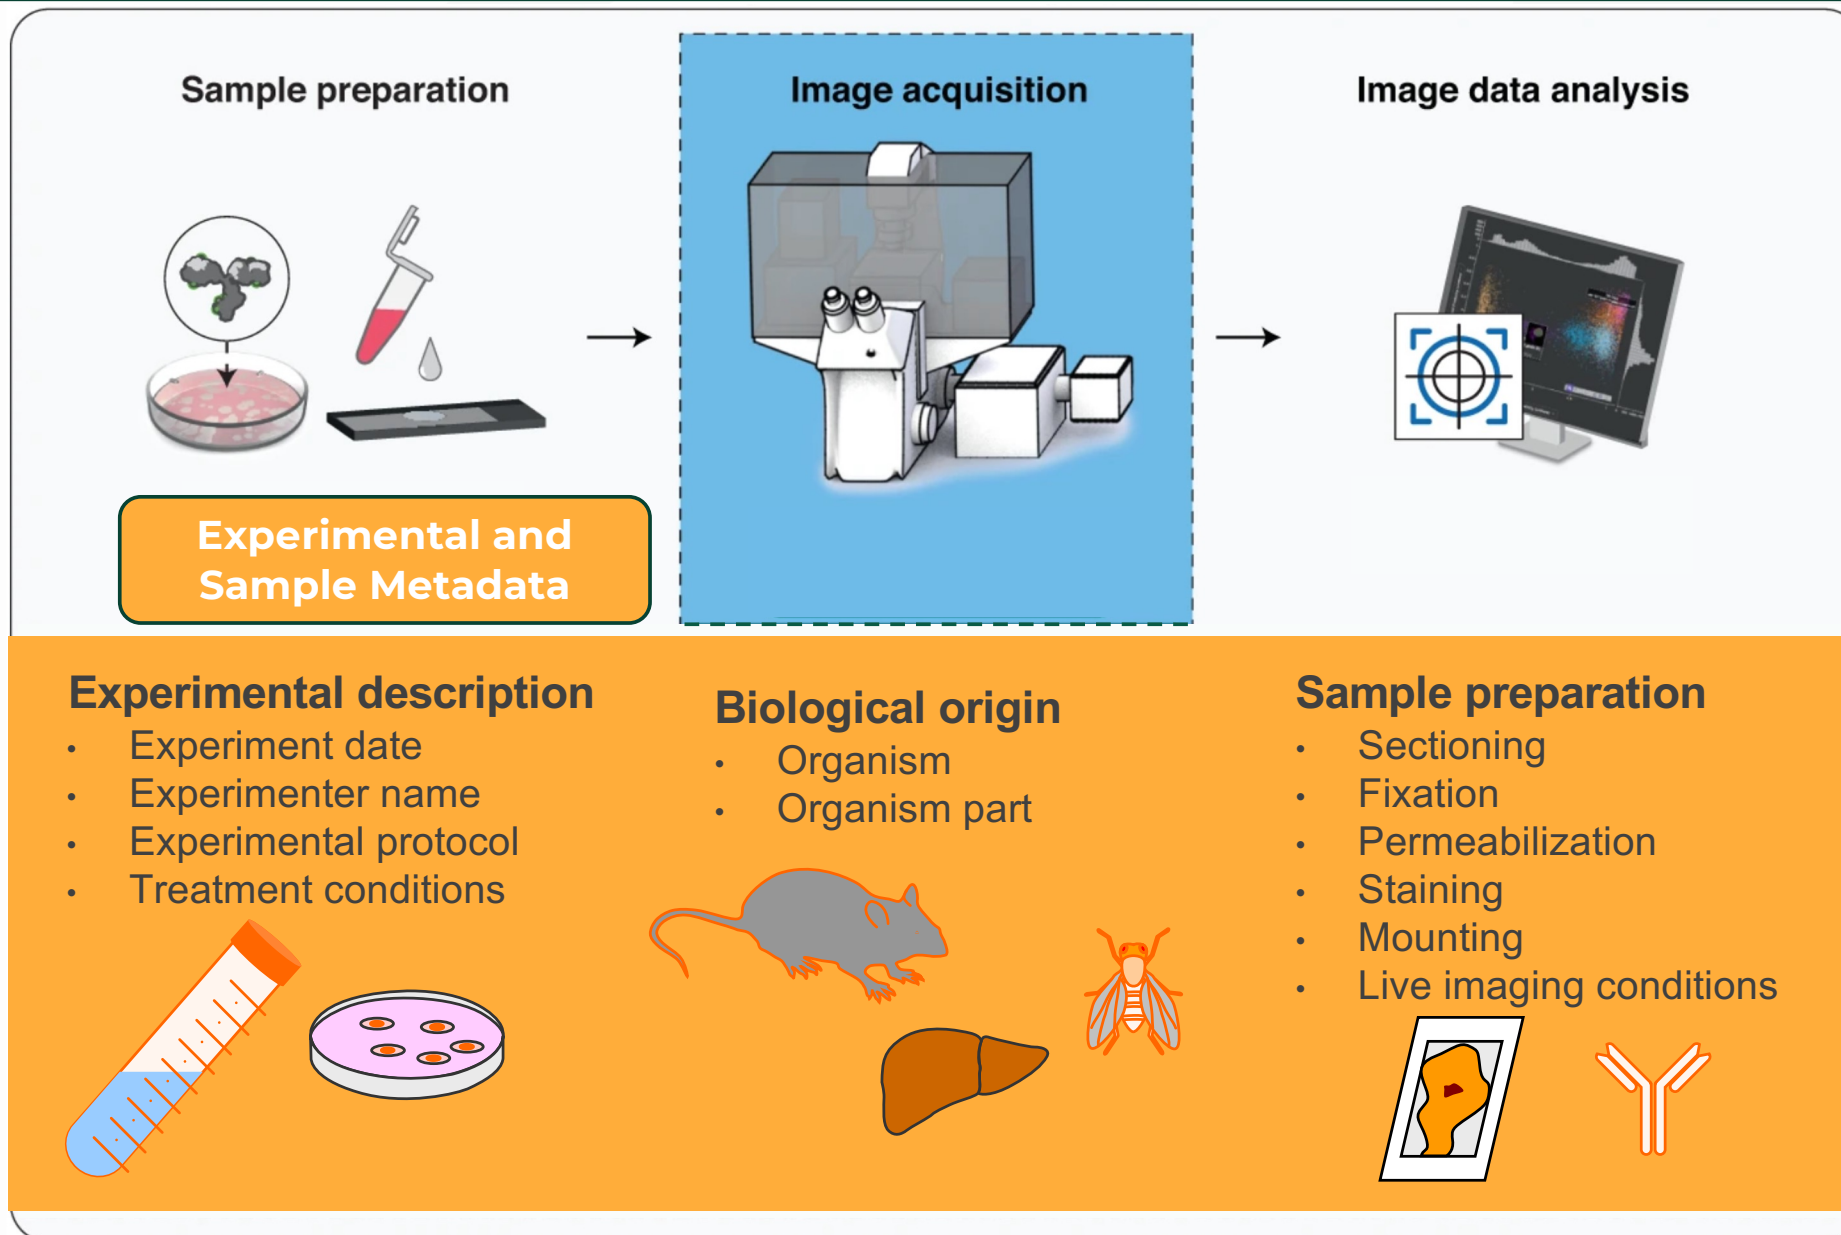 Sample preparation
Image acquisition
Image data analysis
Experimental and
Sample Metadata
Experimental description
• Experiment date
• Experimenter name
• Experimental protocol
• Treatment conditions
Biological origin
• Organism
• Organism part
Sample preparation
• Sectioning
• Fixation
• Permeabilization
• Staining
• Mounting
• Live imaging conditions